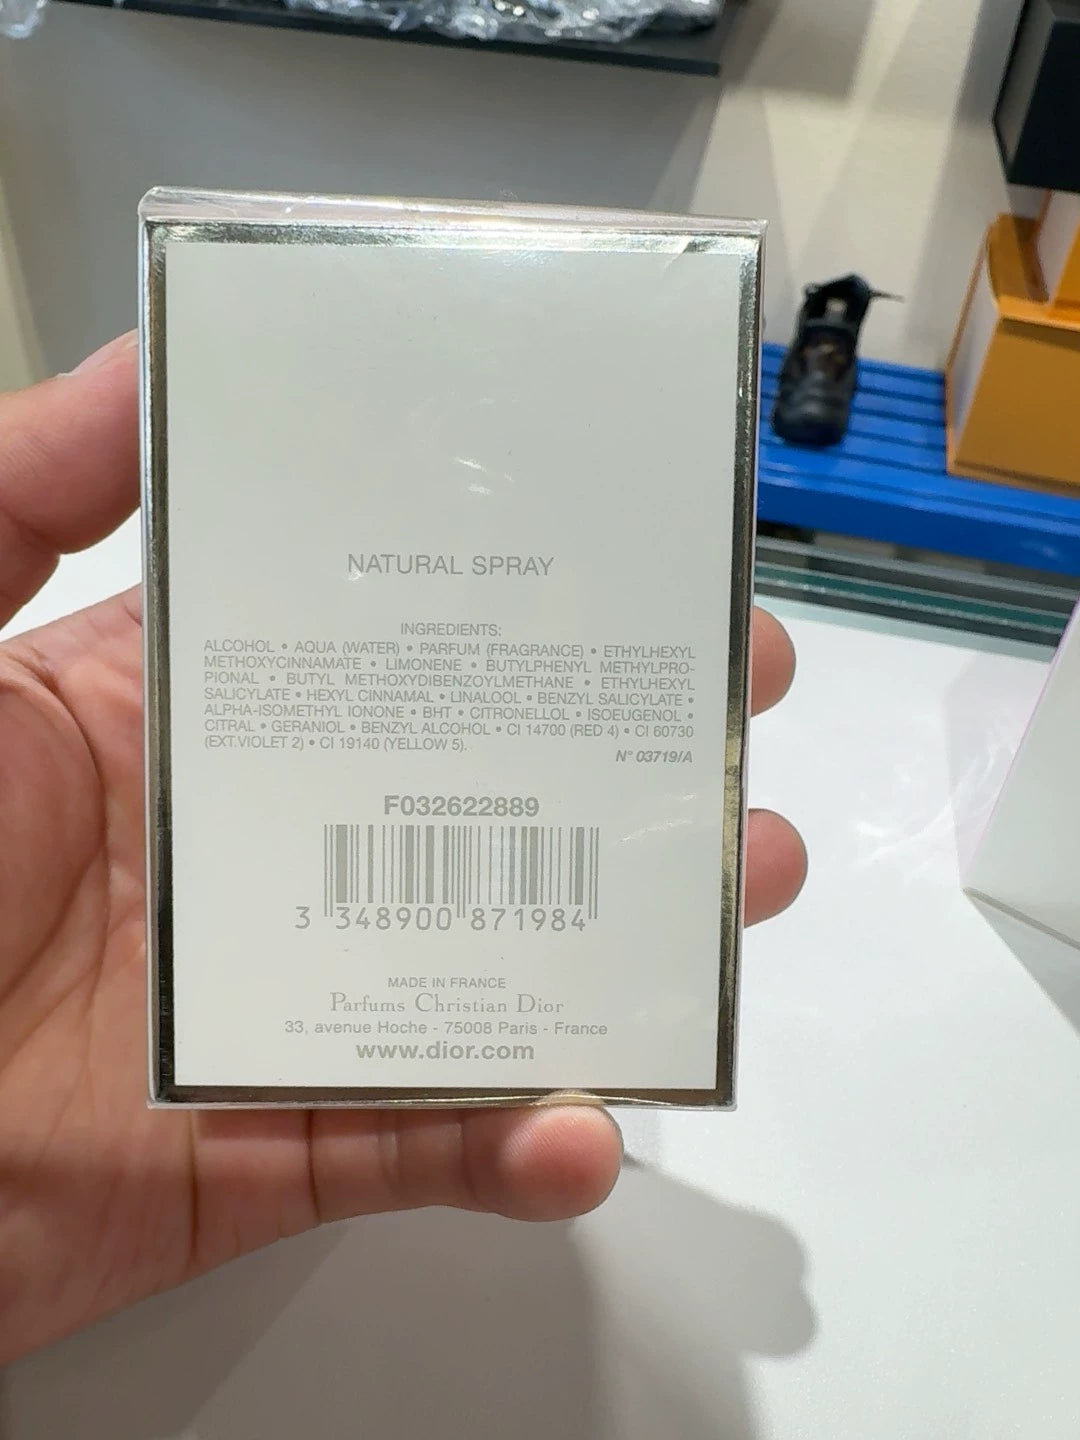 NATURAL SPRAY
INGREDIENTS:
ALCOHOL • AQUA (WATER) • PARFUM (FRAGRANCE) • ETHYLHEXYL
METHOXYCINNAMATE • LIMONENE • BUTYLPHENYL METHYLPRO-
PIONAL • BUTYL METHOXYDIBENZOYLMETHANE • ETHYLHEXYL
SALICYLATE • HEXYL CINNAMAL • LINALOOL • BENZYL SALICYLATE •
ALPHA-ISOMETHYL IONONE • BHT • CITRONELLOL • ISOEUGENOL •
CITRAL • GERANIOL • BENZYL ALCOHOL • CI 14700 (RED 4) • CI 60730
(EXT.VIOLET 2) • CI 19140 (YELLOW 5).
N° 03719/A
F032622889
3 348900 871984
MADE IN FRANCE
Parfums Christian Dior
33, avenue Hoche - 75008 Paris - France
www.dior.com